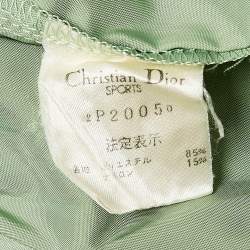 Christian Dior
SPORTS
2P2005
法定表示
ポリエステル 85%
ナイロン 15%